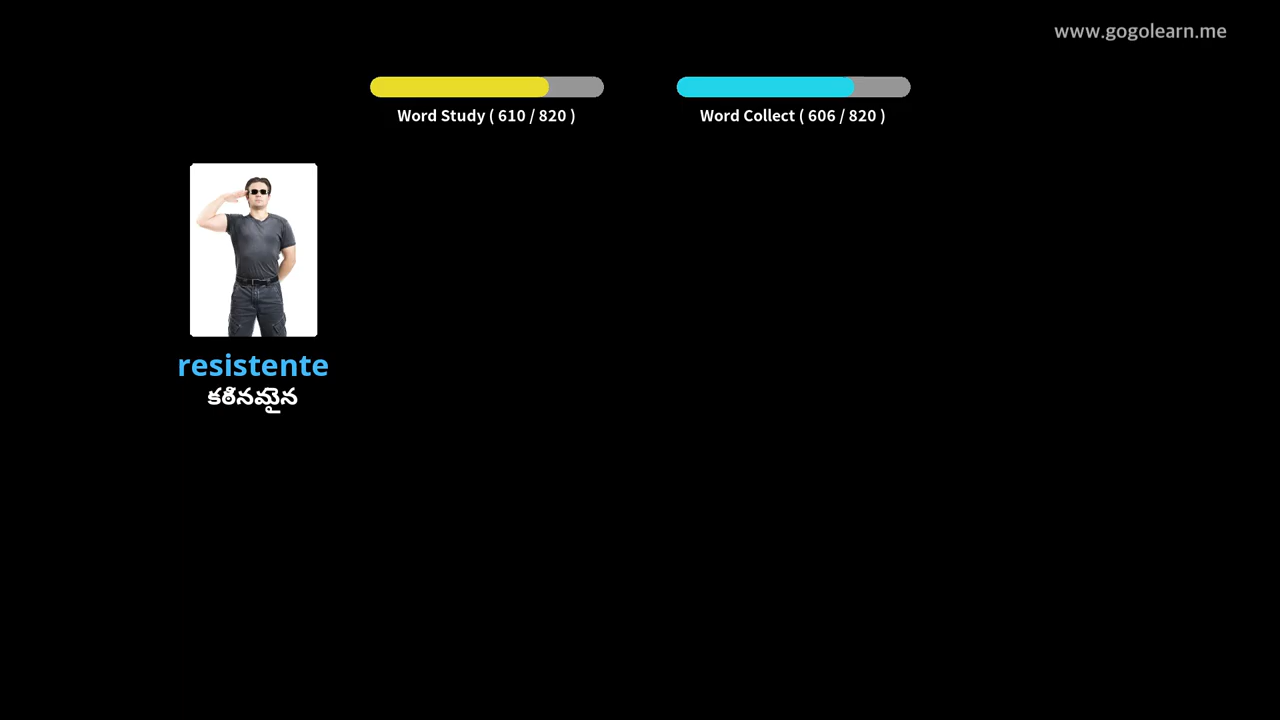 www.gogolearn.me
Word Study ( 610 / 820 )
Word Collect ( 606 / 820 )
resistente
కఠినమైన